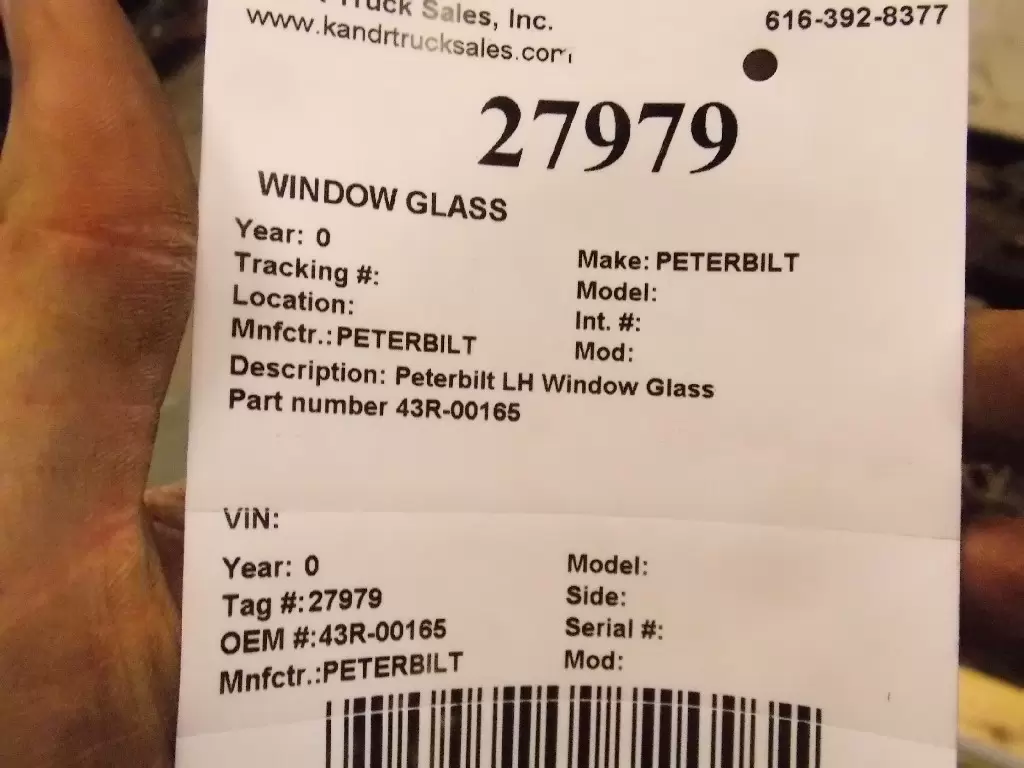 Truck Sales, Inc.
616-392-8377
www.kandrtrucksales.com
27979
WINDOW GLASS
Year: 0
Make: PETERBILT
Tracking #:
Model:
Location:
Int. #:
Mnfctr.:PETERBILT
Mod:
Description: Peterbilt LH Window Glass
Part number 43R-00165
VIN:
Year: 0
Model:
Tag #:27979
Side:
OEM #:43R-00165
Serial #:
Mnfctr.:PETERBILT
Mod: